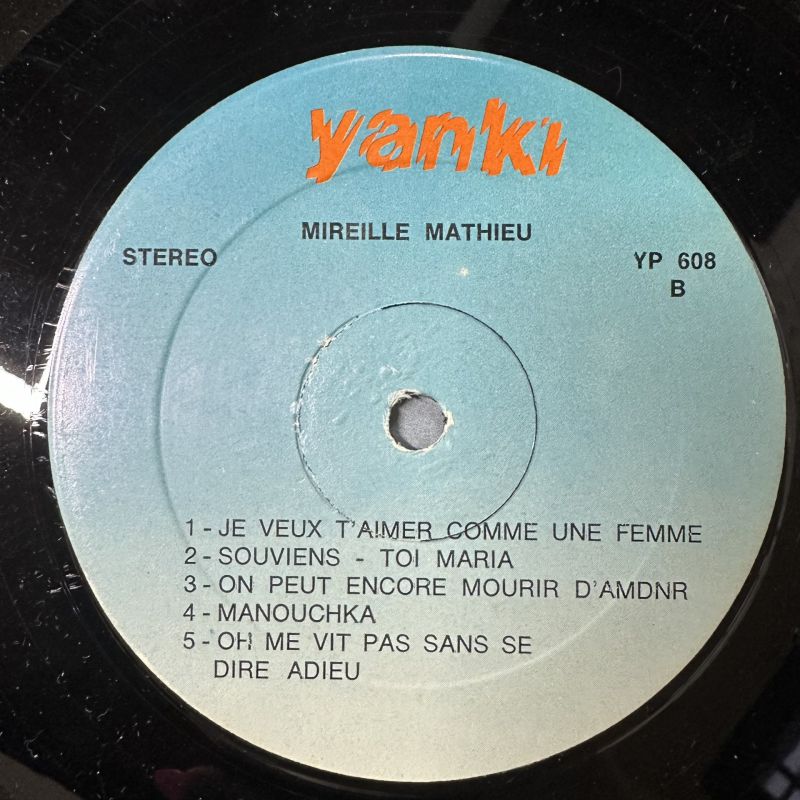 yanki
MIREILLE MATHIEU
STEREO
YP 608
B
1 - JE VEUX T'AIMER COMME UNE FEMME
2 - SOUVIENS - TOI MARIA
3 - ON PEUT ENCORE MOURIR D'AMDNR
4 - MANOUCHKA
5 - OH ME VIT PAS SANS SE
DIRE ADIEU